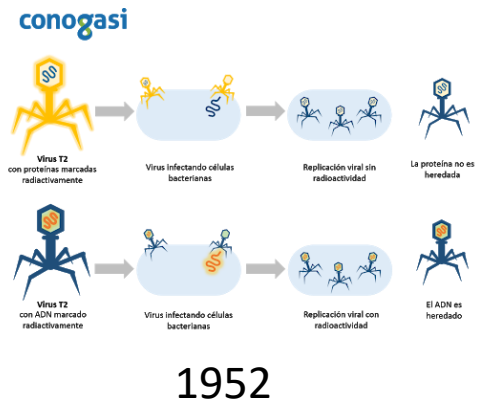 conogasi
Virus T2
con proteínas marcadas
radiactivamente
Virus infectando células
bacterianas
Replicación viral sin
radioactividad
La proteína no es
heredada
Virus T2
con ADN marcado
radiactivamente
Virus infectando células
bacterianas
Replicación viral con
radioactividad
El ADN es
heredado
1952